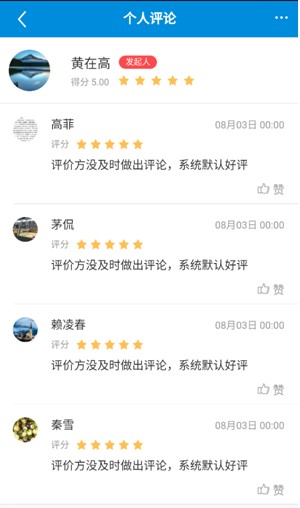 个人评论
黄在高 发起人
得分 5.00
高菲 08月03日 00:00
评分
评价方没及时做出评论，系统默认好评
赞
茅侃 08月03日 00:00
评分
评价方没及时做出评论，系统默认好评
赞
赖凌春 08月03日 00:00
评分
评价方没及时做出评论，系统默认好评
赞
秦雪 08月03日 00:00
评分
评价方没及时做出评论，系统默认好评
赞